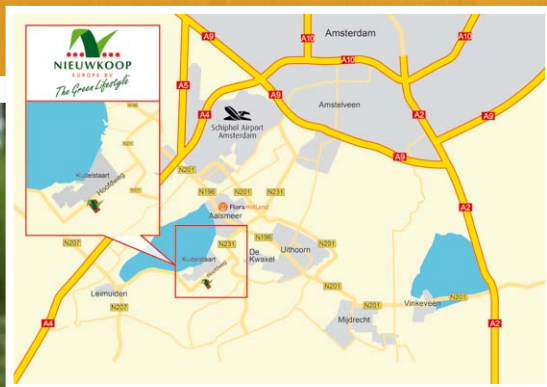 NIEUWKOOP
EUROPE BV
The Green Lifestyle
Kudelstaart
Hoofdweg
A9
A10
Amsterdam
A10
A10
A5
A4
A9
Schiphol Airport
Amsterdam
Amstelveen
A2
A9
A9
N201
N196
N201
N231
FloraHolland
Aalsmeer
N231
N196
De
Kwakel
Uithoorn
N201
Kudelstaart
Hoofdweg
N207
Leimuiden
N207
A4
A2
N201
N201
N201
Vinkeveen
Mijdrecht
A2